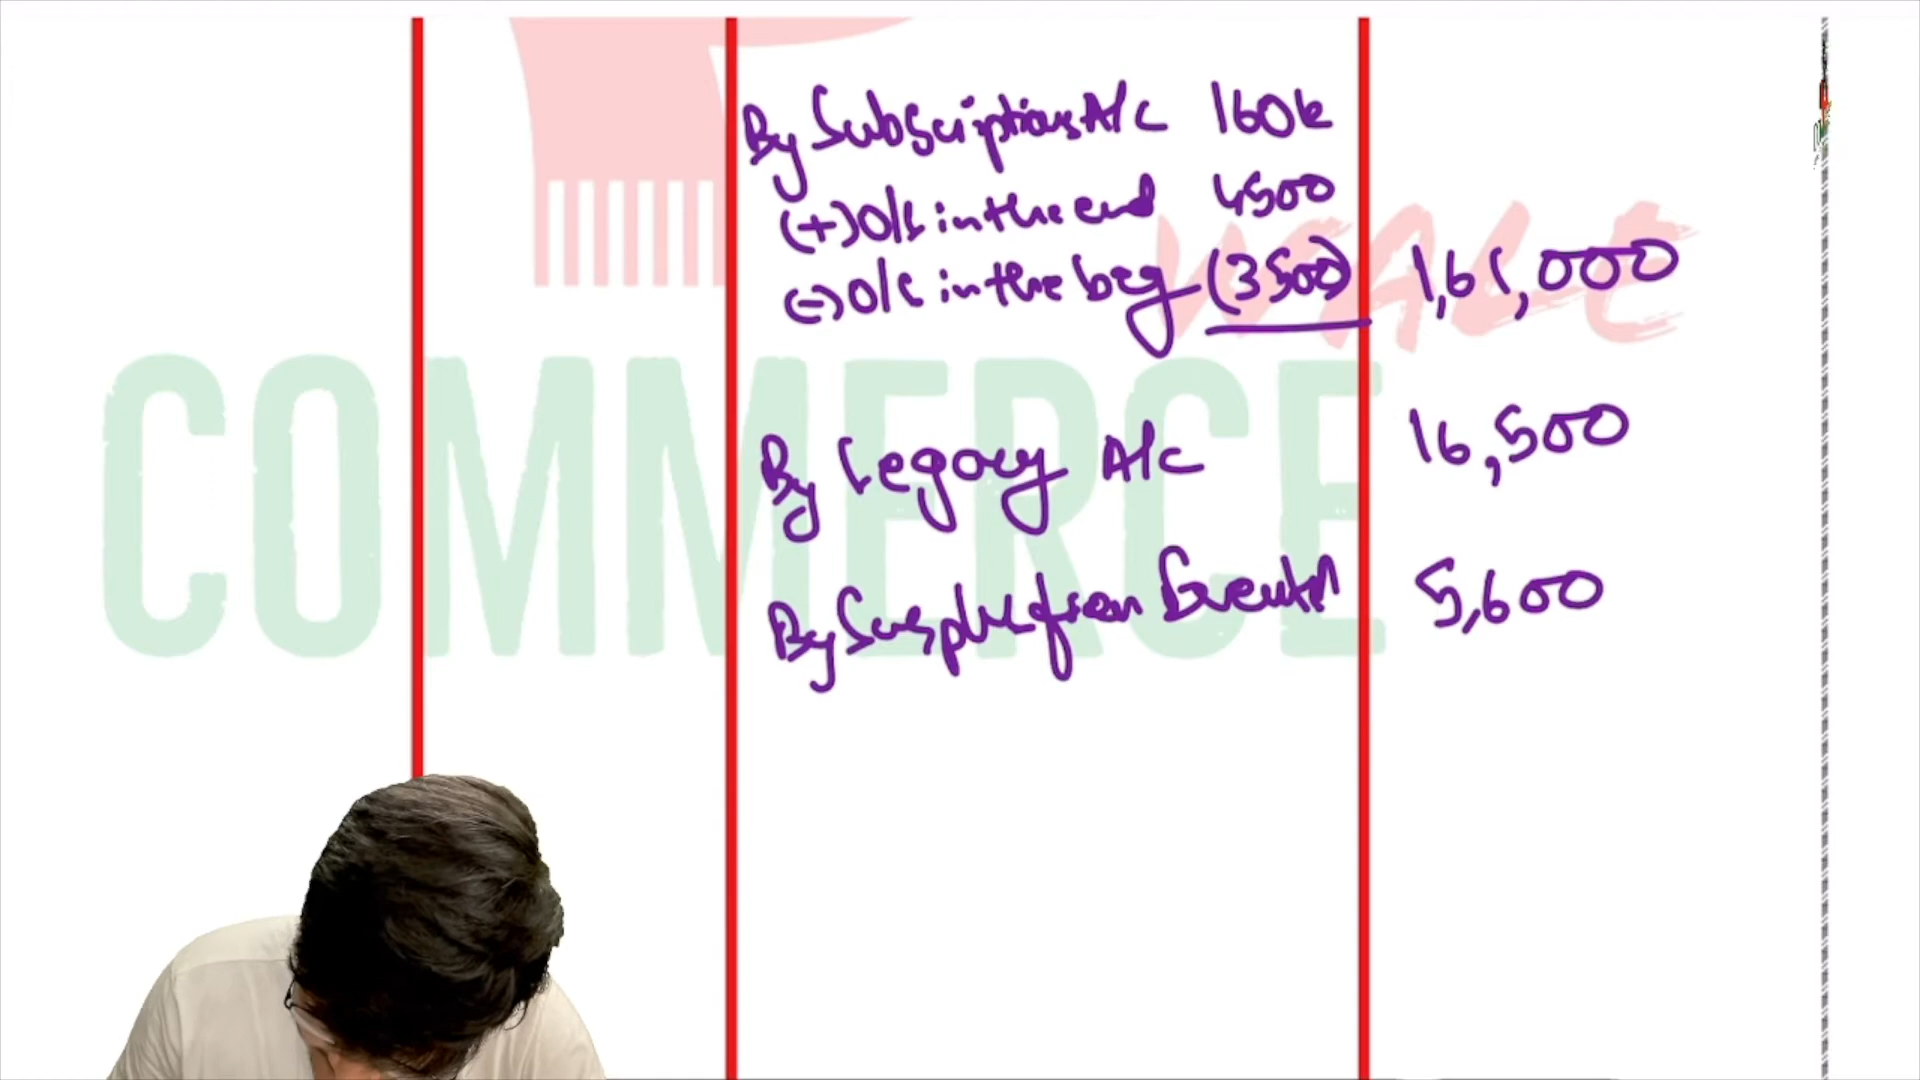 By Subscriptions A/c 160k
(+) O/s in the end 4500
(-) O/s in the beg (3500) 1,61,000
WALE
COMMERCE
By Legacy A/c 16,500
By Surplus from Events 5,600